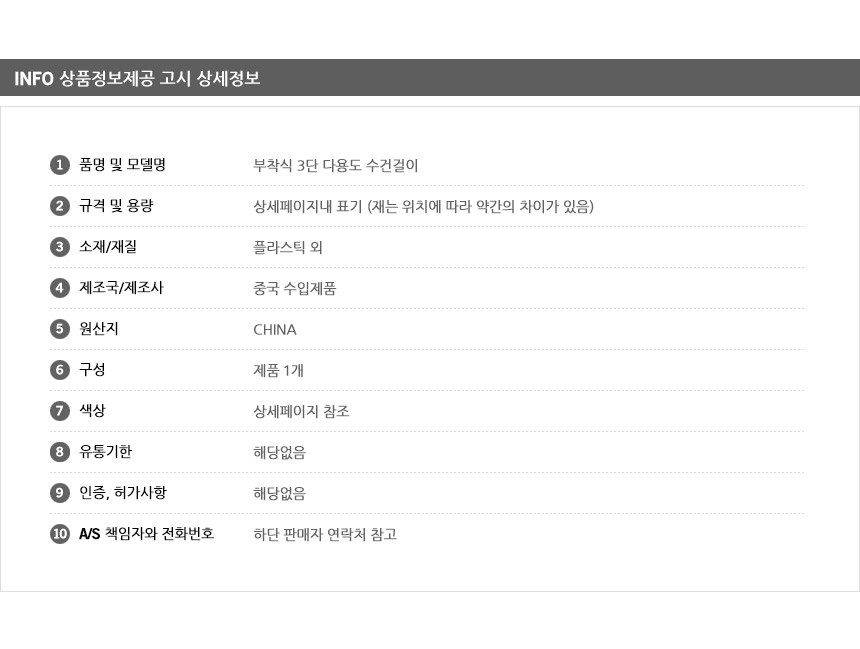 INFO 상품정보제공 고시 상세정보
1 품명 및 모델명 부착식 3단 다용도 수건걸이
2 규격 및 용량 상세페이지내 표기 (재는 위치에 따라 약간의 차이가 있음)
3 소재/재질 플라스틱 외
4 제조국/제조사 중국 수입제품
5 원산지 CHINA
6 구성 제품 1개
7 색상 상세페이지 참조
8 유통기한 해당없음
9 인증, 허가사항 해당없음
10 A/S 책임자와 전화번호 하단 판매자 연락처 참고